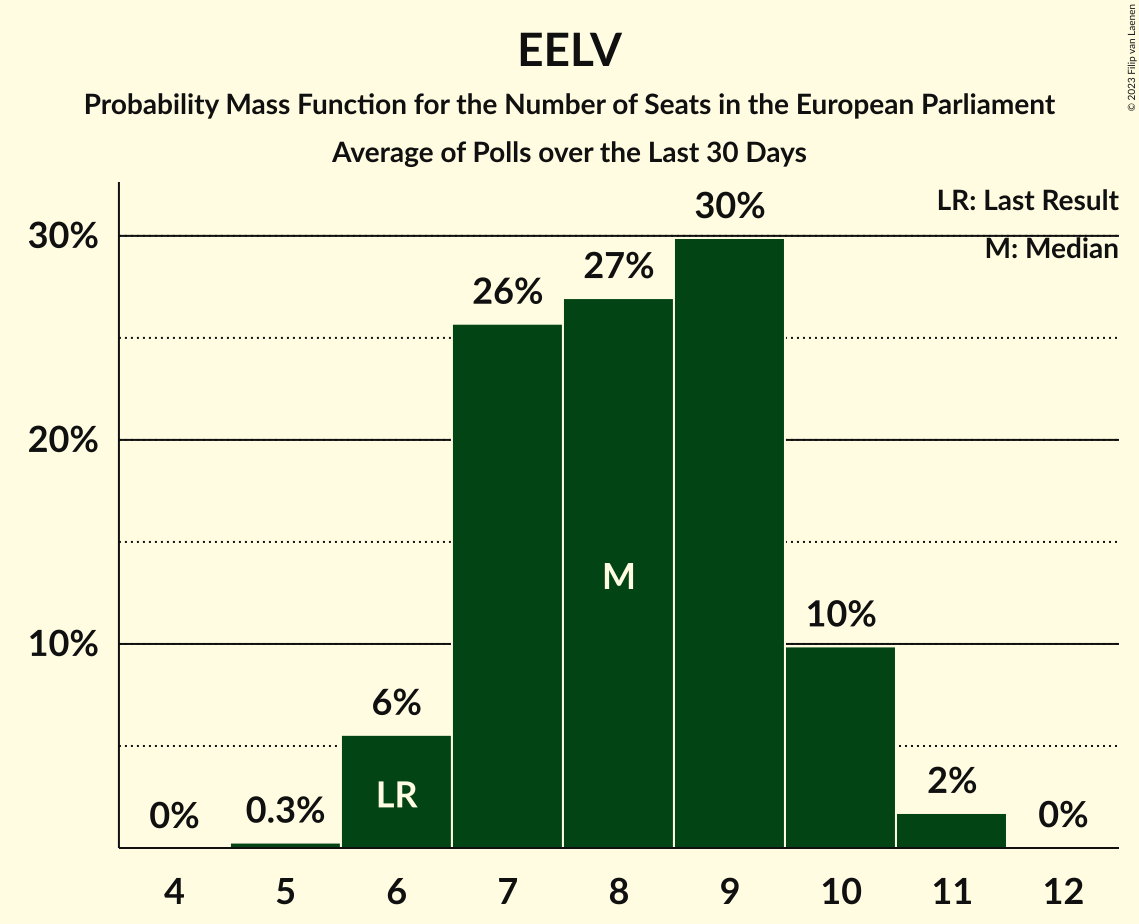 EELV
Probability Mass Function for the Number of Seats in the European Parliament
Average of Polls over the Last 30 Days
© 2023 Filip van Laenen
LR: Last Result
M: Median
30%
20%
10%
0%
0.3%
6%
26%
27%
30%
10%
2%
0%
LR
M
4 5 6 7 8 9 10 11 12